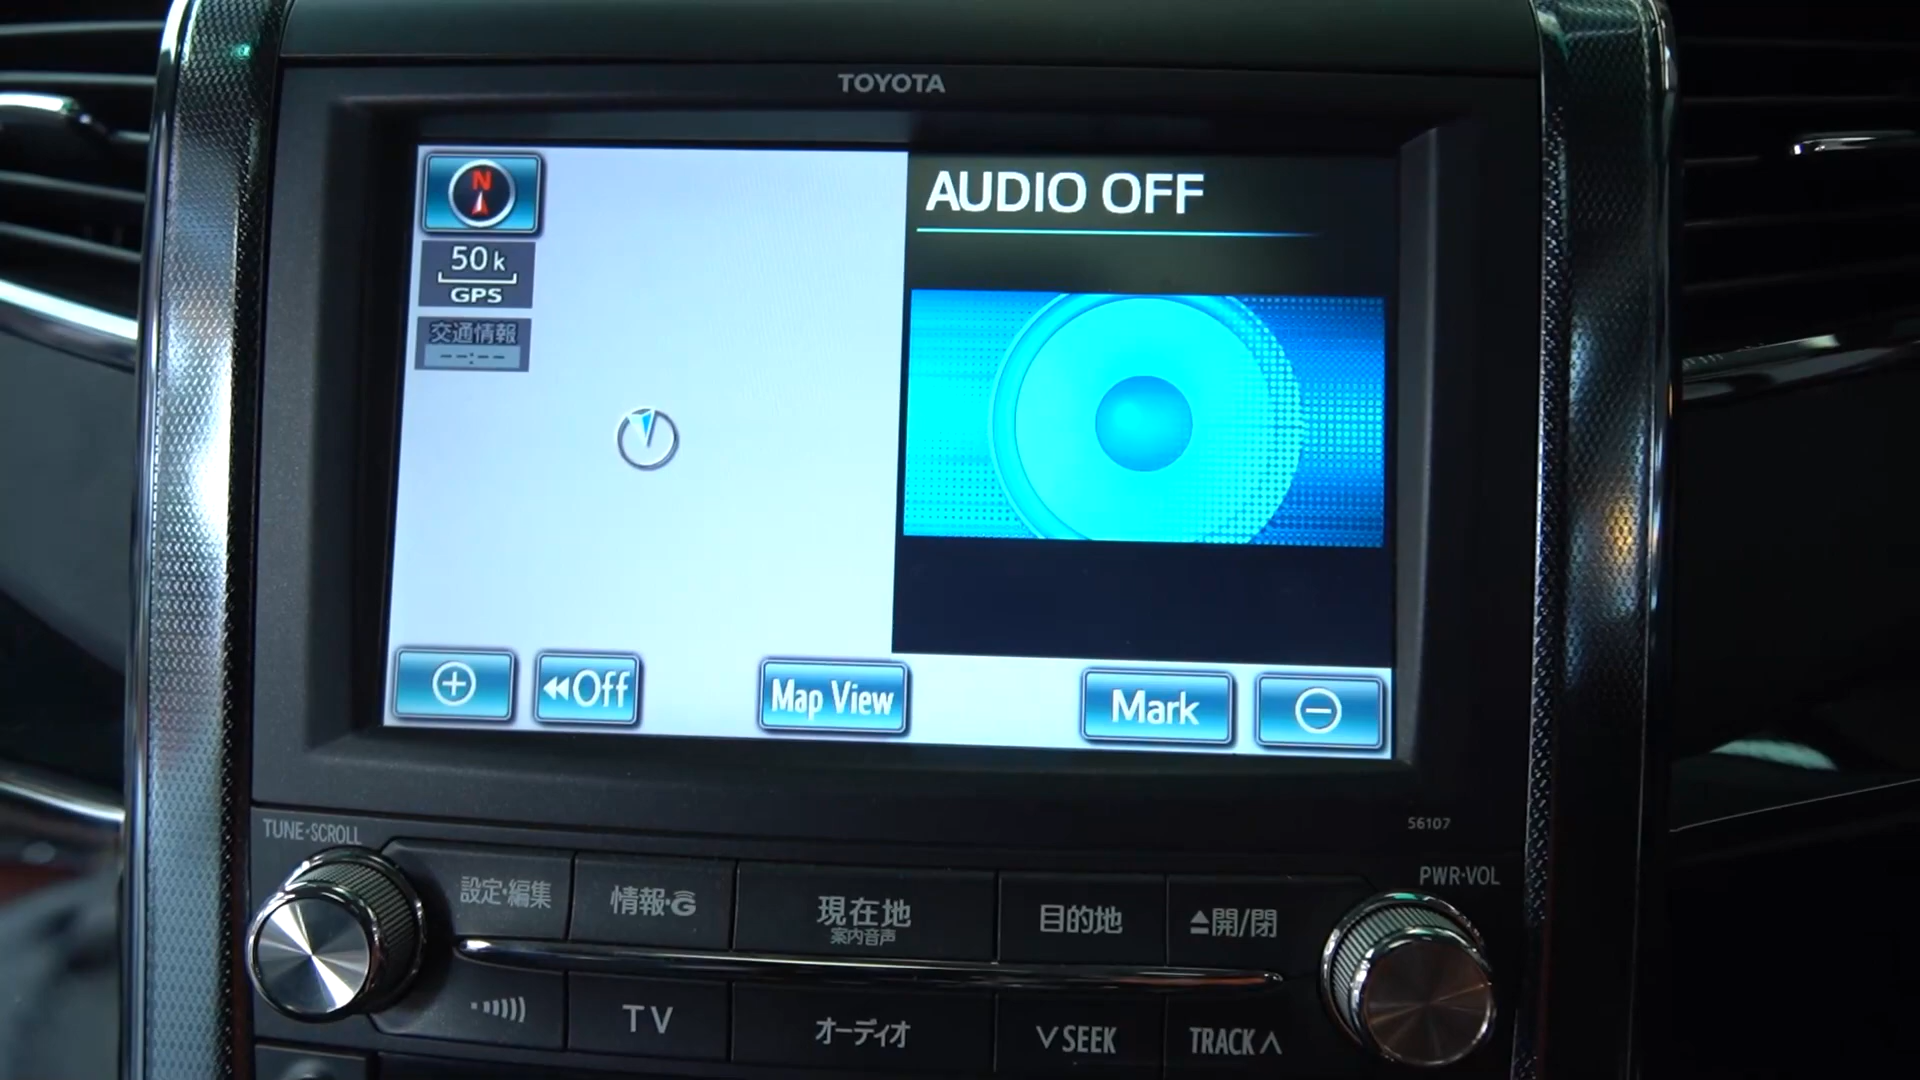 TOYOTA
N
AUDIO OFF
50k
GPS
交通情報
--:--
Off
Map View
Mark
TUNE•SCROLL
56107
PWR•VOL
設定・編集
情報・G
現在地
案内音声
目的地
▲開/閉
TV
オーディオ
∨ SEEK
TRACK ∧